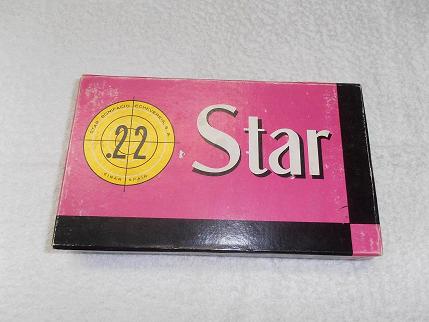 STAR BONIFACIO ECHEVERRIA, S.A.
.22
EIBAR SPAIN
Star